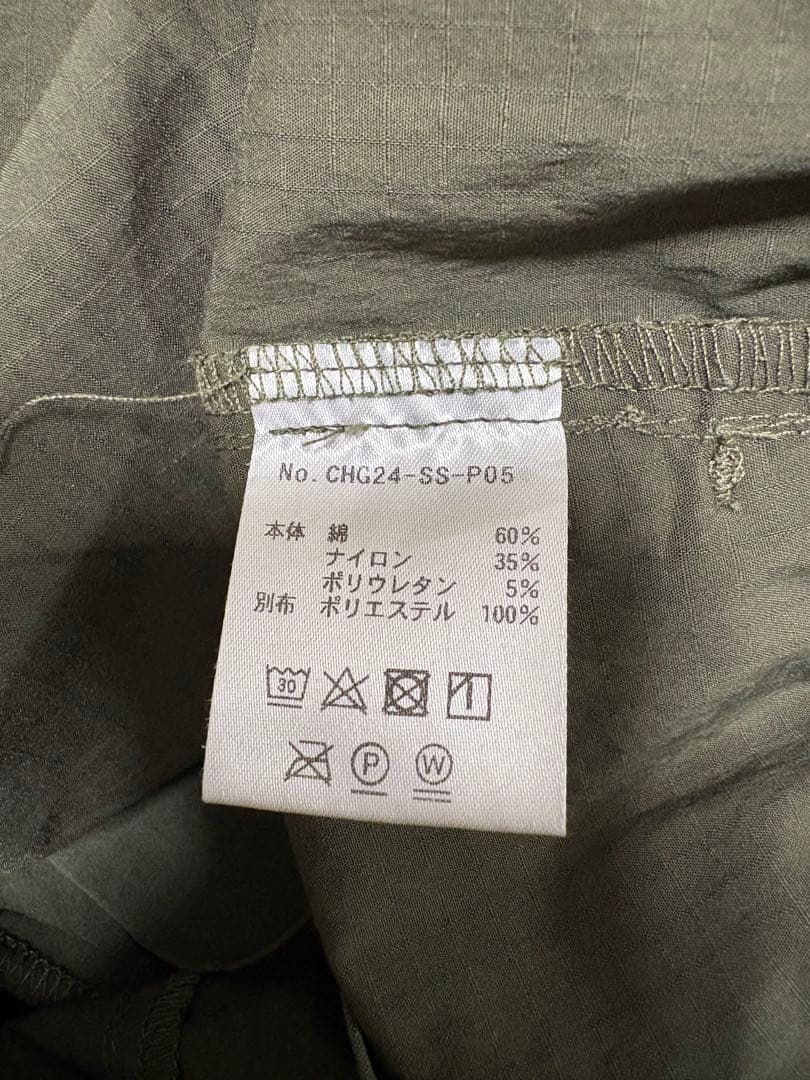 No. CHG24-SS-P05
本体 綿 60%
ナイロン 35%
ポリウレタン 5%
別布 ポリエステル 100%
30
P W